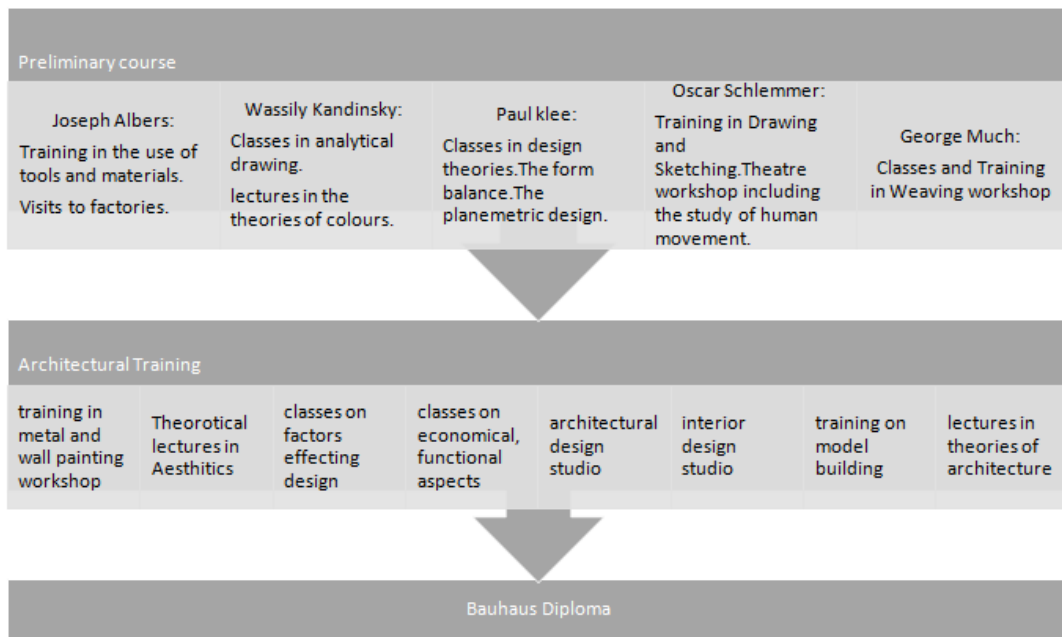 Preliminary course
Joseph Albers:
Training in the use of
tools and materials.
Visits to factories.
Wassily Kandinsky:
Classes in analytical
drawing.
lectures in the
theories of colours.
Paul klee:
Classes in design
theories.The form
balance.The
planemetric design.
Oscar Schlemmer:
Training in Drawing
and
Sketching.Theatre
workshop including
the study of human
movement.
George Much:
Classes and Training
in Weaving workshop
Architectural Training
training in
metal and
wall painting
workshop
Theorotical
lectures in
Aesthitics
classes on
factors
effecting
design
classes on
economical,
functional
aspects
architectural
design
studio
interior
design
studio
training on
model
building
lectures in
theories of
architecture
Bauhaus Diploma